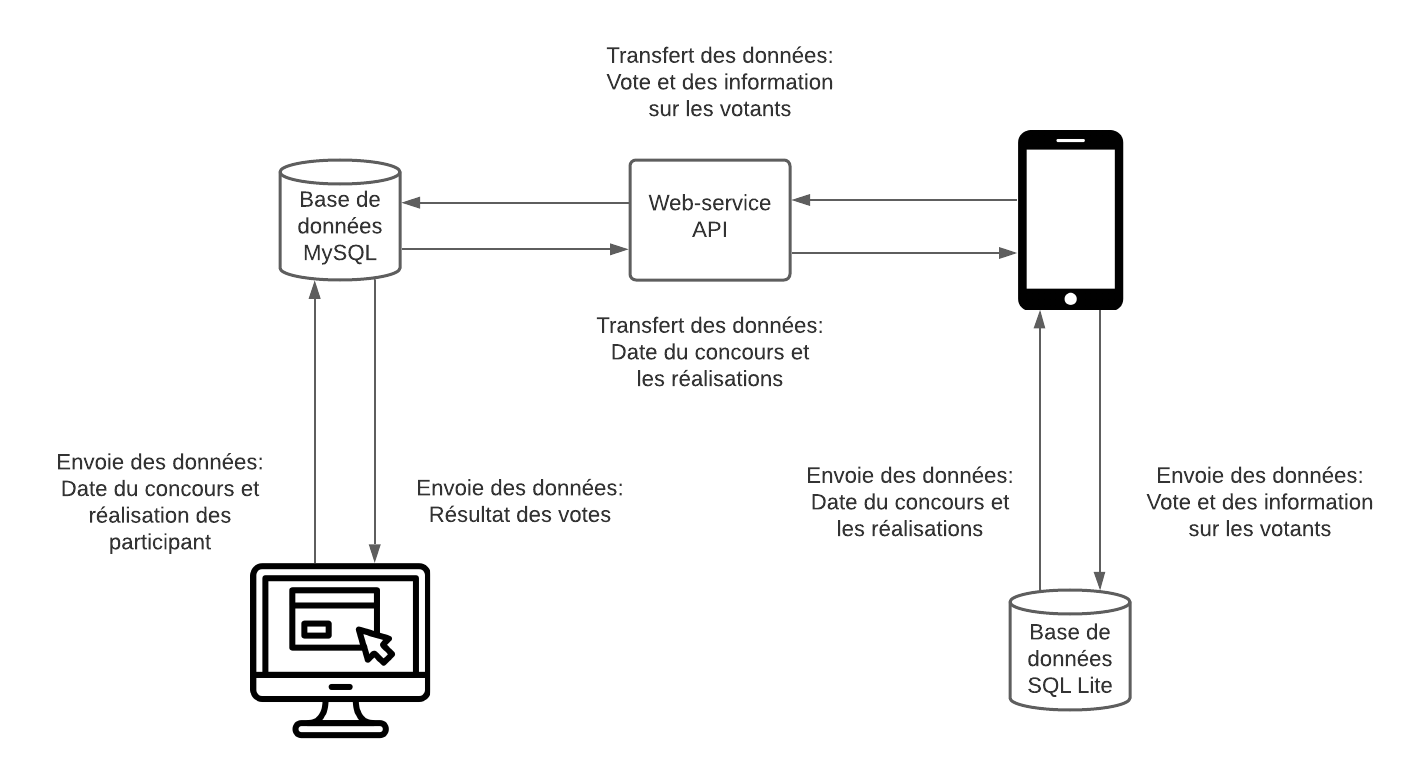 Transfert des données:
Vote et des information
sur les votants
Base de
données
MySQL
Web-service
API
Transfert des données:
Date du concours et
les réalisations
Envoie des données:
Date du concours et
réalisation des
participant
Envoie des données:
Résultat des votes
Envoie des données:
Date du concours et
les réalisations
Envoie des données:
Vote et des information
sur les votants
Base de
données
SQL Lite